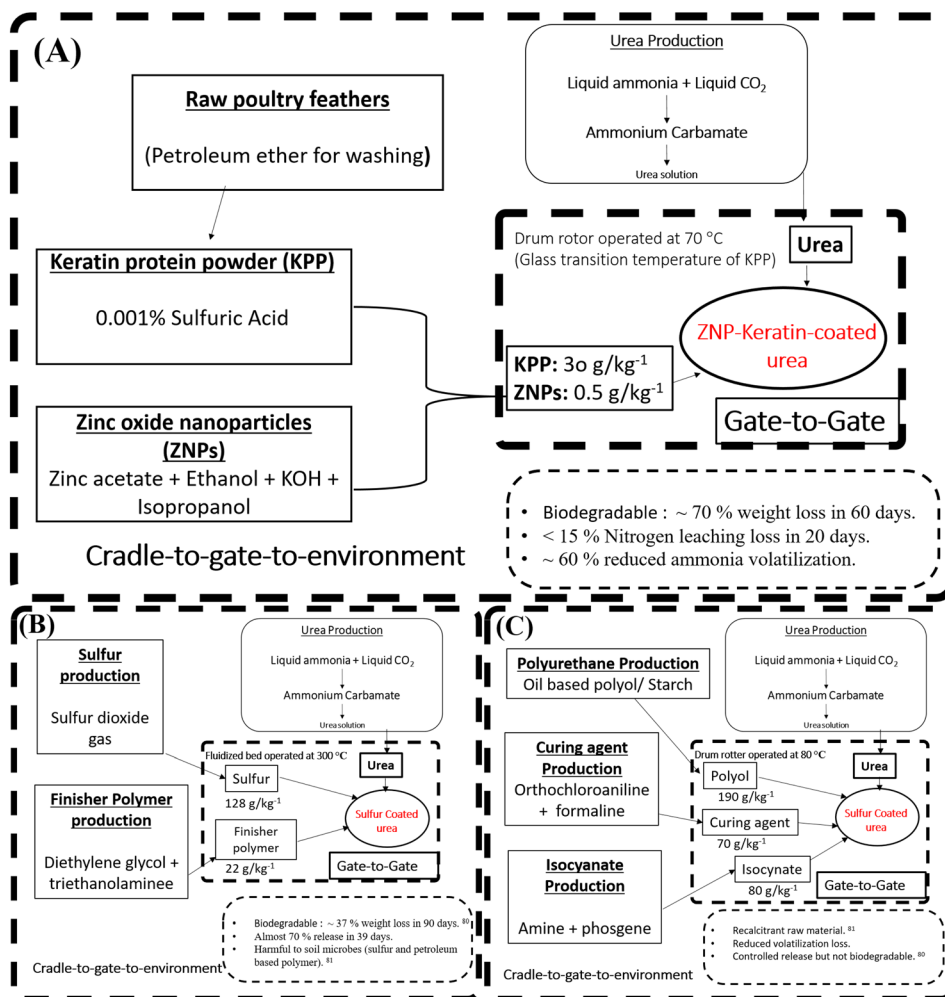 (A)
Raw poultry feathers
(Petroleum ether for washing)
Keratin protein powder (KPP)
0.001% Sulfuric Acid
Zinc oxide nanoparticles
(ZNPs)
Zinc acetate + Ethanol + KOH +
Isopropanol
Cradle-to-gate-to-environment
Urea Production
Liquid ammonia + Liquid CO₂
Ammonium Carbamate
Urea solution
Drum rotor operated at 70 °C
(Glass transition temperature of KPP)
Urea
KPP: 3o g/kg⁻¹
ZNPs: 0.5 g/kg⁻¹
ZNP-Keratin-coated
urea
Gate-to-Gate
• Biodegradable : ~ 70 % weight loss in 60 days.
• < 15 % Nitrogen leaching loss in 20 days.
• ~ 60 % reduced ammonia volatilization.
(B)
Sulfur
production
Sulfur dioxide
gas
Finisher Polymer
production
Diethylene glycol +
triethanolaminee
Urea Production
Liquid ammonia + Liquid CO₂
Ammonium Carbamate
Urea solution
Fluidized bed operated at 300 °C
Urea
Sulfur
128 g/kg⁻¹
Finisher
polymer
22 g/kg⁻¹
Sulfur Coated
urea
Gate-to-Gate
• Biodegradable : ~ 37 % weight loss in 90 days. ⁸⁰
• Almost 70 % release in 39 days.
• Harmful to soil microbes (sulfur and petroleum
based polymer). ⁸¹
Cradle-to-gate-to-environment
(C)
Polyurethane Production
Oil based polyol/ Starch
Curing agent
Production
Orthochloroaniline
+ formaline
Isocyanate
Production
Amine + phosgene
Urea Production
Liquid ammonia + Liquid CO₂
Ammonium Carbamate
Urea solution
Drum rotter operated at 80 °C
Urea
Polyol
190 g/kg⁻¹
Curing agent
70 g/kg⁻¹
Isocynate
80 g/kg⁻¹
Sulfur Coated
urea
Gate-to-Gate
• Recalcitrant raw material. ⁸¹
• Reduced volatilization loss.
• Controlled release but not biodegradable. ⁸⁰
Cradle-to-gate-to-environment